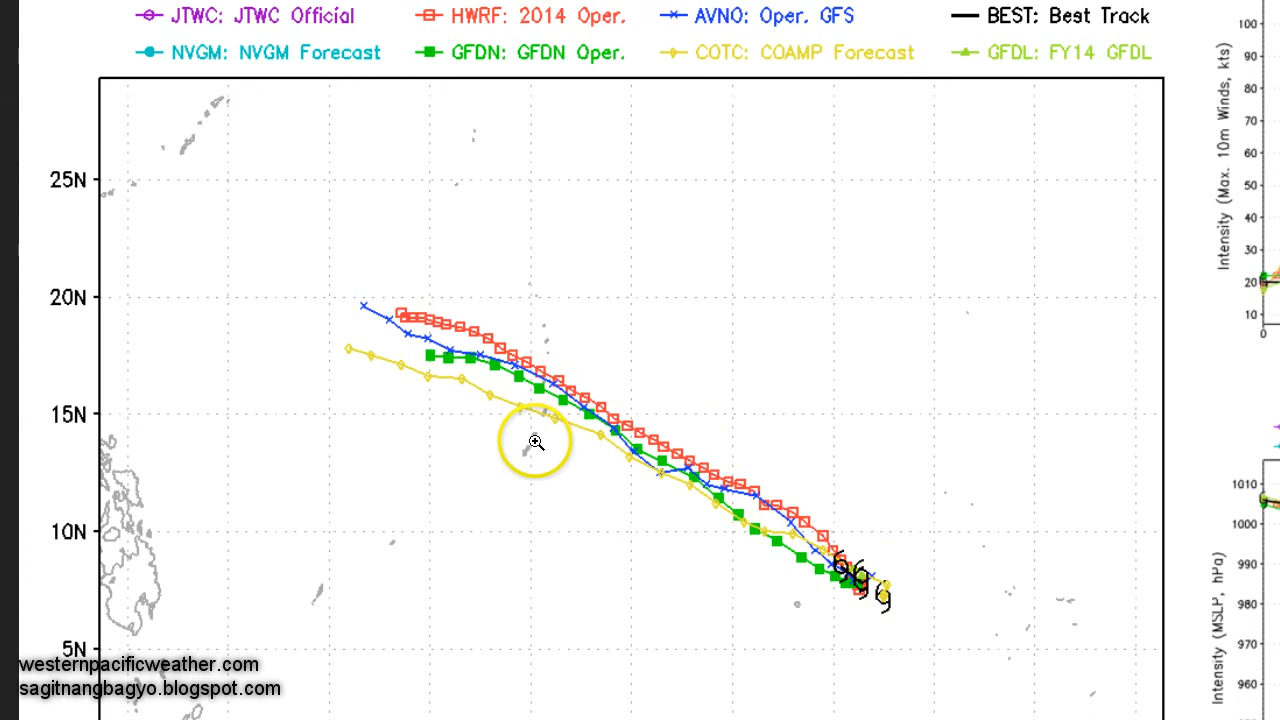 JTWC: JTWC Official
HWRF: 2014 Oper.
AVNO: Oper. GFS
BEST: Best Track
NVGM: NVGM Forecast
GFDN: GFDN Oper.
COTC: COAMP Forecast
GFDL: FY14 GFDL
25N
20N
15N
10N
5N
westernpacificweather.com
sagitnangbagyo.blogspot.com
Intensity (Max. 10m Winds, kts)
100
90
80
70
60
50
40
30
20
10
0
Intensity (MSLP, hPa)
1010
1000
990
980
970
960